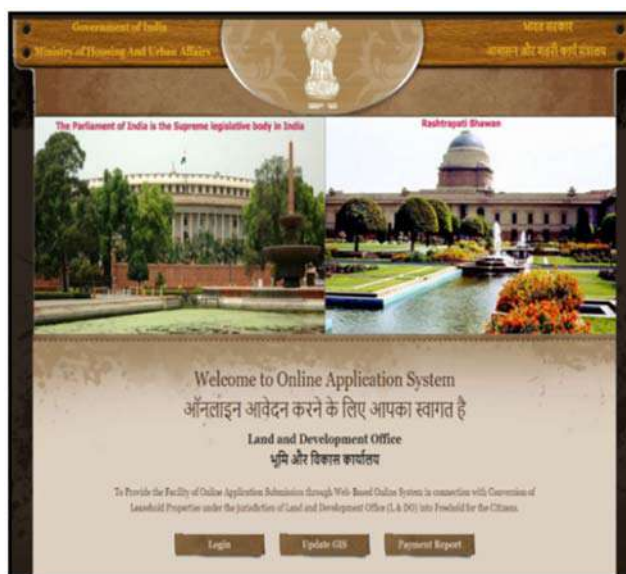 Government of India
भारत सरकार
Ministry of Housing And Urban Affairs
आवासन और शहरी कार्य मंत्रालय
The Parliament of India is the Supreme legislative body in India
Rashtrapati Bhawan
Welcome to Online Application System
ऑनलाइन आवेदन करने के लिए आपका स्वागत है
Land and Development Office
भूमि और विकास कार्यालय
To Provide the Facility of Online Application Submission through Web-Based Online System in connection with Conversion of
Leasehold Properties under the jurisdiction of Land and Development Office (L & DO) into Freehold for the Citizens.
Login
Update GIS
Payment Report